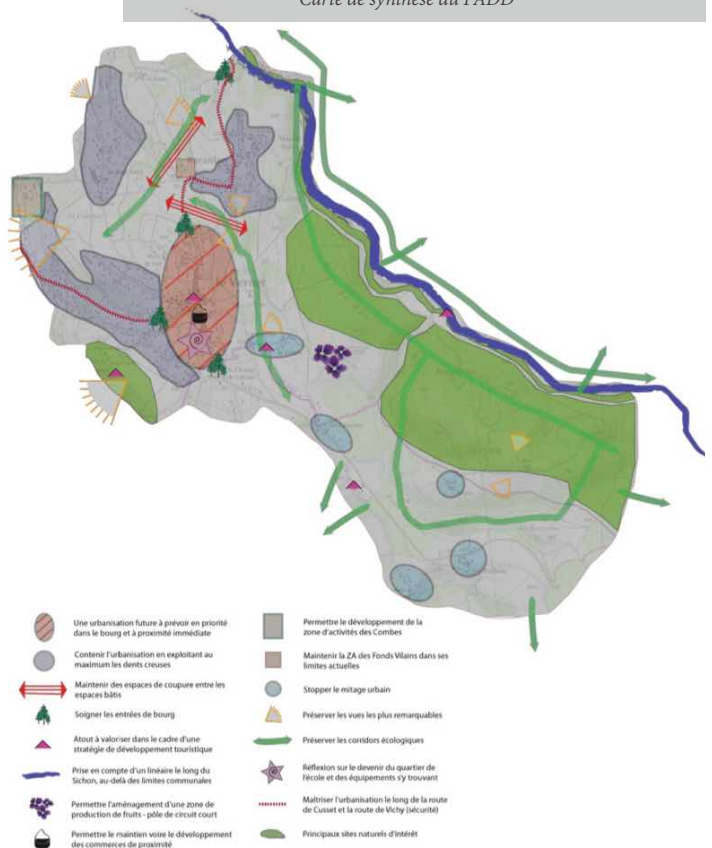 Carte de synthèse du PADD
le Vernet
Une urbanisation future à prévoir en priorité
dans le bourg et à proximité immédiate
Contenir l'urbanisation en exploitant au
maximum les dents creuses
Maintenir des espaces de coupure entre les
espaces bâtis
Soigner les entrées de bourg
Atout à valoriser dans le cadre d'une
stratégie de développement touristique
Prise en compte d'un linéaire le long du
Sichon, au-delà des limites communales
Permettre l'aménagement d'une zone de
production de fruits - pôle de circuit court
Permettre le maintien voire le développement
des commerces de proximité
Permettre le développement de la
zone d'activités des Combes
Maintenir la ZA des Fonds Vilains dans ses
limites actuelles
Stopper le mitage urbain
Préserver les vues les plus remarquables
Préserver les corridors écologiques
Réflexion sur le devenir du quartier de
l'école et des équipements s'y trouvant
Maîtriser l'urbanisation le long de la route
de Cusset et la route de Vichy (sécurité)
Principaux sites naturels d'intérêt